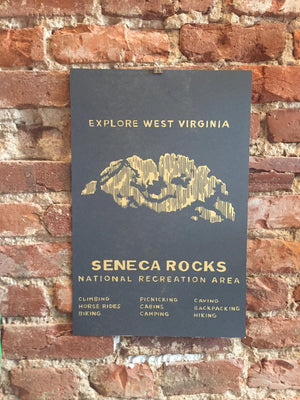 EXPLORE WEST VIRGINIA
SENECA ROCKS
NATIONAL RECREATION AREA
CLIMBING PICNICKING CAVING
HORSE RIDES CABINS BACKPACKING
BIKING CAMPING HIKING